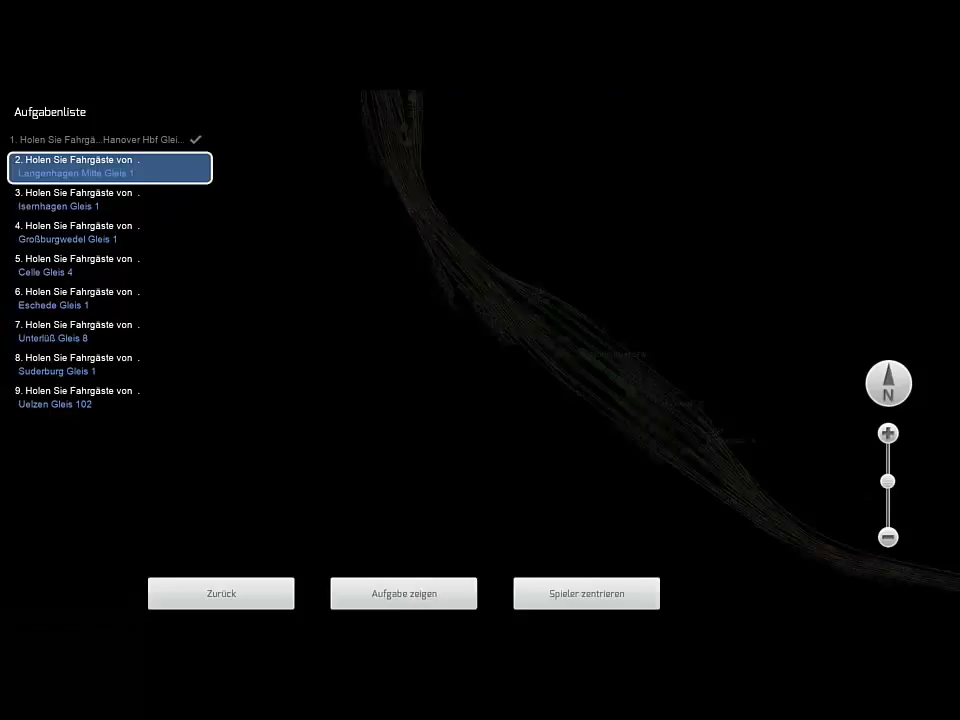 Aufgabenliste
1. Holen Sie Fahrgä...Hanover Hbf Glei...
2. Holen Sie Fahrgäste von .
Langenhagen Mitte Gleis 1
3. Holen Sie Fahrgäste von .
Isernhagen Gleis 1
4. Holen Sie Fahrgäste von .
Großburgwedel Gleis 1
5. Holen Sie Fahrgäste von .
Celle Gleis 4
6. Holen Sie Fahrgäste von .
Eschede Gleis 1
7. Holen Sie Fahrgäste von .
Unterlüß Gleis 8
8. Holen Sie Fahrgäste von .
Suderburg Gleis 1
9. Holen Sie Fahrgäste von .
Uelzen Gleis 102
N
Zurück
Aufgabe zeigen
Spieler zentrieren